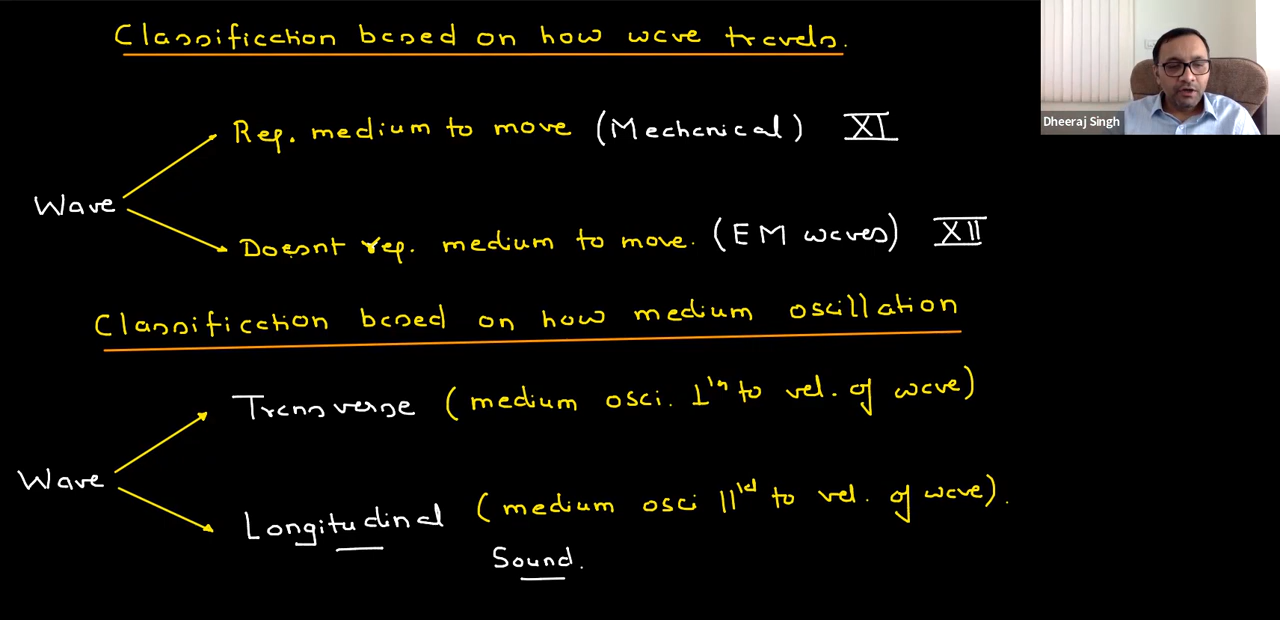 Classification based on how wave travels.
Dheeraj Singh
Req. medium to move (Mechanical) XI
Wave
Doesnt req. medium to move. (EM waves) XII
Classification based on how medium oscillation
Transverse (medium osci. ⊥ to vel. of wave)
Wave
Longitudinal (medium osci || to vel. of wave).
Sound.